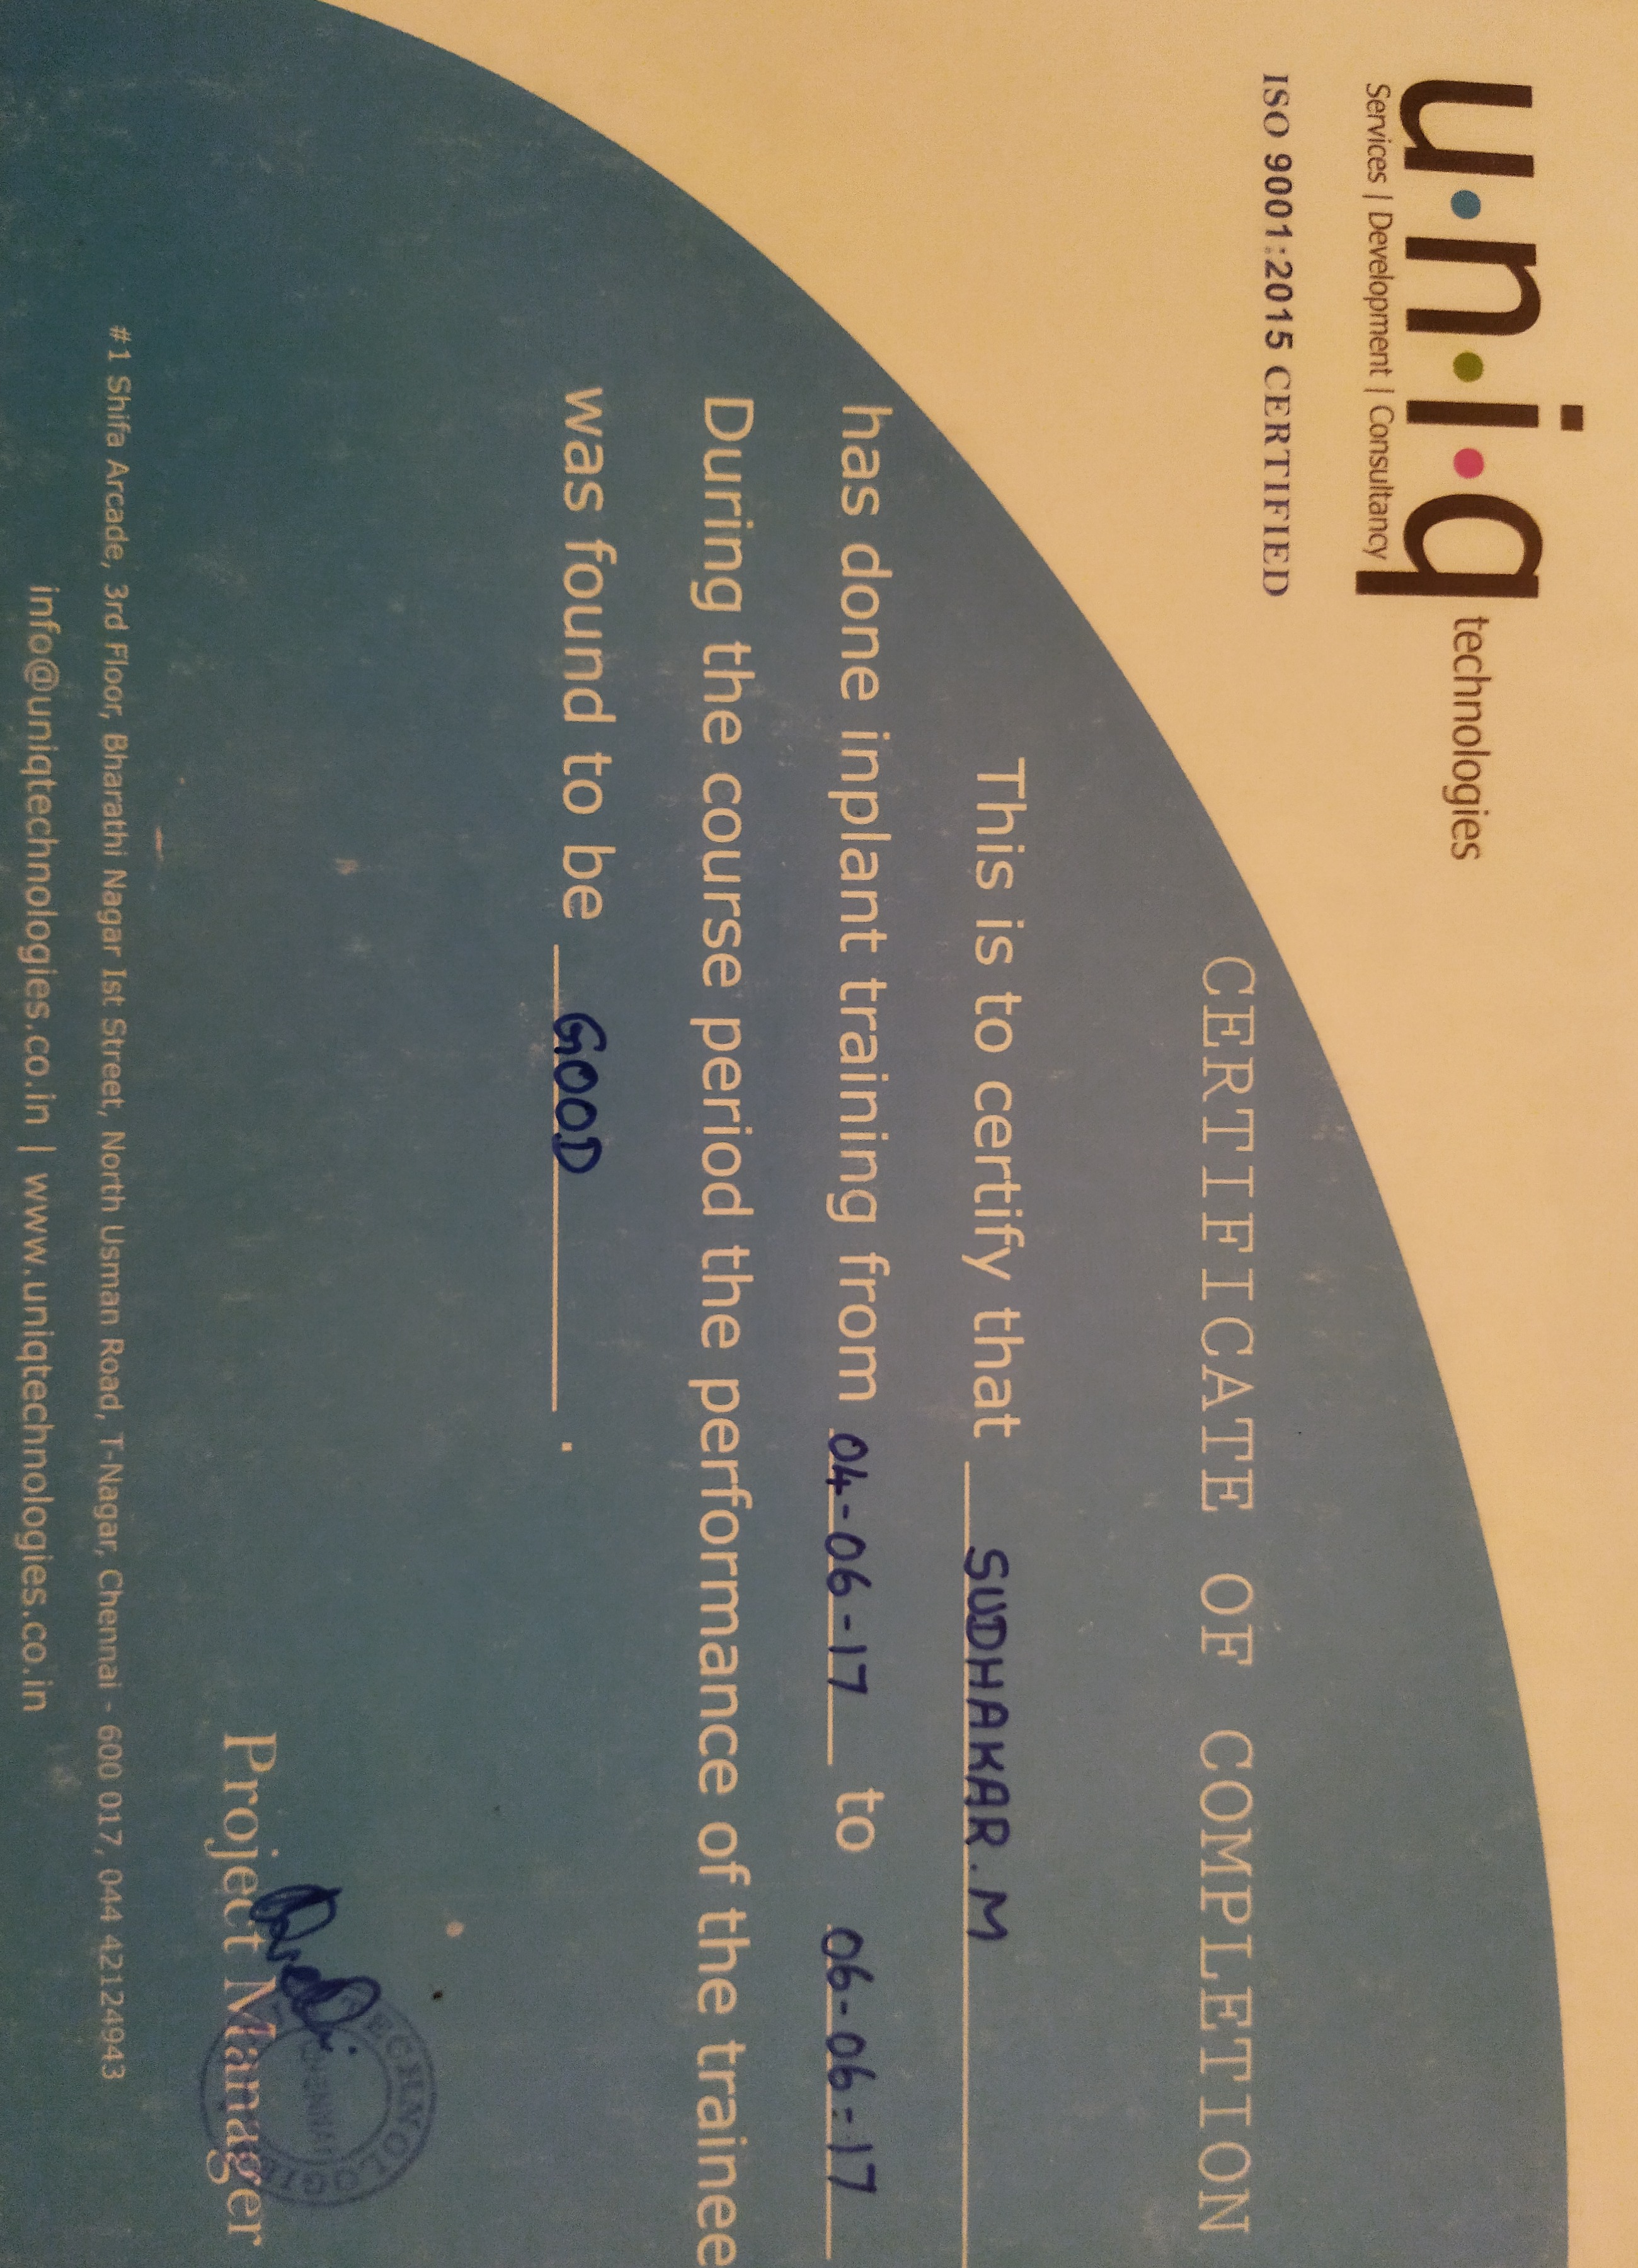 u·n·i·q technologies
Services | Development | Consultancy
ISO 9001:2015 CERTIFIED
CERTIFICATE OF COMPLETION
This is to certify that SUDHAKAR.M
has done inplant training from 04-06-17 to 06-06-17
During the course period the performance of the trainee
was found to be GOOD .
CHENNAI
Project Manager
#1 Shifa Arcade, 3rd Floor, Bharathi Nagar Ist Street, North Usman Road, T-Nagar, Chennai - 600 017, 044 42124943
info@uniqtechnologies.co.in | www.uniqtechnologies.co.in